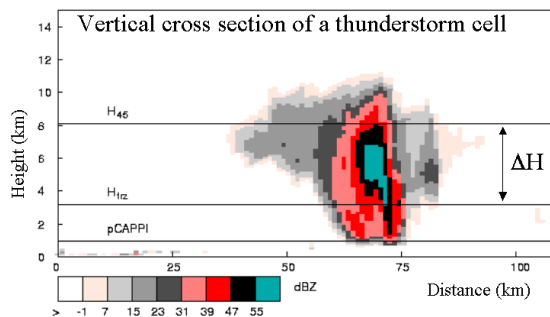 Vertical cross section of a thunderstorm cell
14
12
10
8
6
4
2
0
Height (km)
H45
Hfrz
pCAPPI
ΔH
0 25 50 75 100
dBZ
Distance (km)
> -1 7 15 23 31 39 47 55